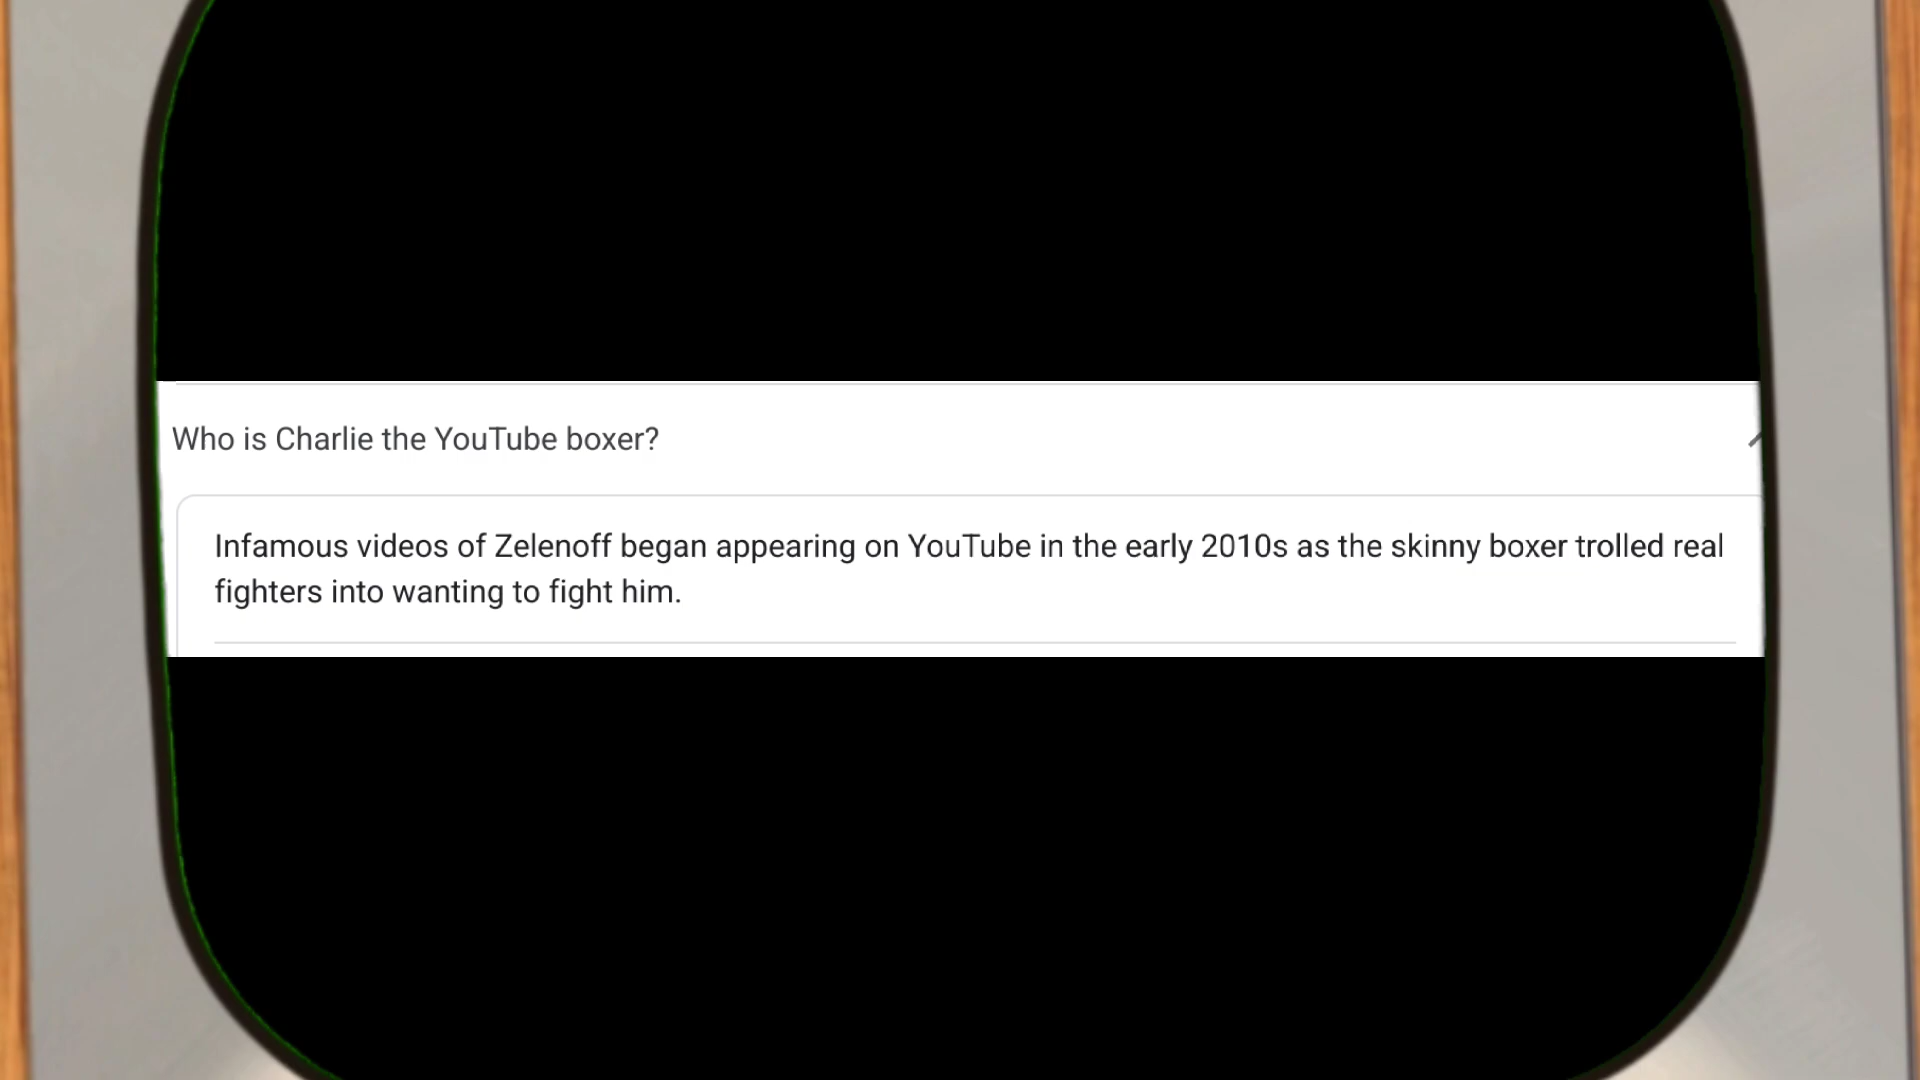 Who is Charlie the YouTube boxer?
Infamous videos of Zelenoff began appearing on YouTube in the early 2010s as the skinny boxer trolled real
fighters into wanting to fight him.